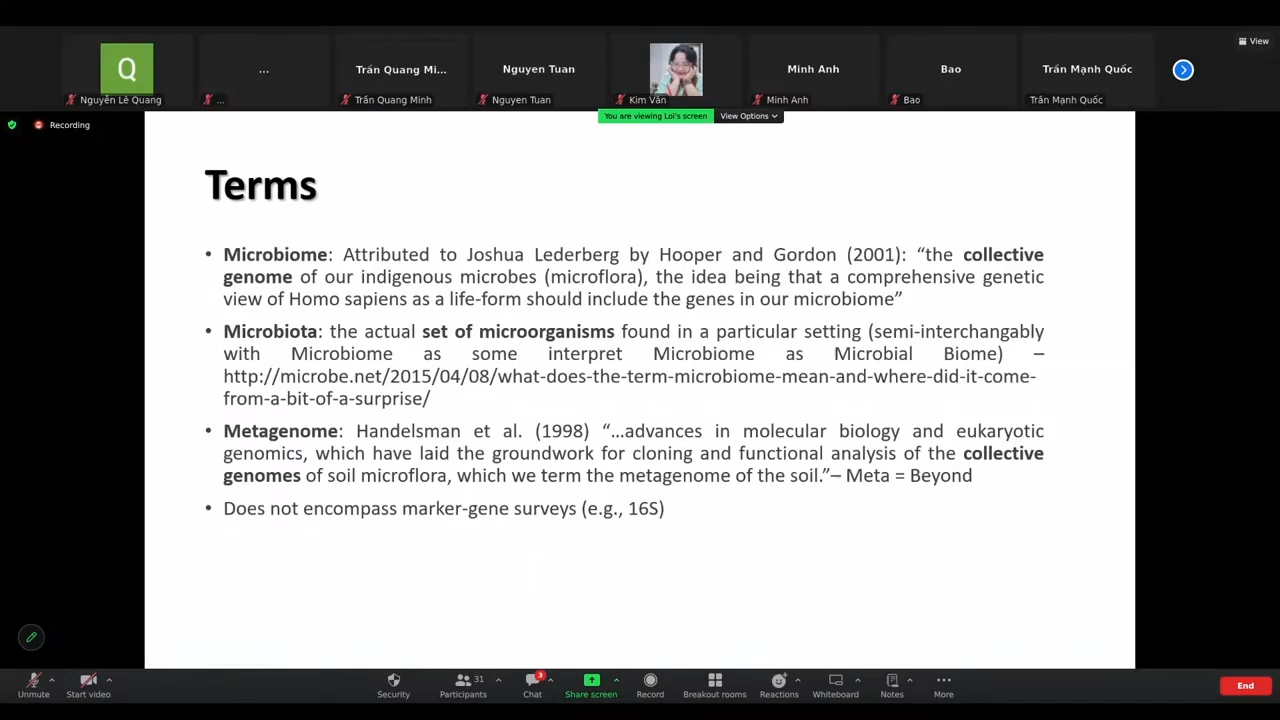 View
Q
...
Trần Quang Mi...
Nguyen Tuan
Minh Anh
Bao
Trần Mạnh Quốc
Nguyễn Lê Quang
...
Trần Quang Minh
Nguyen Tuan
Kim Vân
Minh Anh
Bao
Trần Mạnh Quốc
You are viewing Loi's screen
View Options
Recording
Terms
• Microbiome: Attributed to Joshua Lederberg by Hooper and Gordon (2001): “the collective
genome of our indigenous microbes (microflora), the idea being that a comprehensive genetic
view of Homo sapiens as a life-form should include the genes in our microbiome”
• Microbiota: the actual set of microorganisms found in a particular setting (semi-interchangably
with Microbiome as some interpret Microbiome as Microbial Biome) –
http://microbe.net/2015/04/08/what-does-the-term-microbiome-mean-and-where-did-it-come-
from-a-bit-of-a-surprise/
• Metagenome: Handelsman et al. (1998) “…advances in molecular biology and eukaryotic
genomics, which have laid the groundwork for cloning and functional analysis of the collective
genomes of soil microflora, which we term the metagenome of the soil.”– Meta = Beyond
• Does not encompass marker-gene surveys (e.g., 16S)
31
3
Unmute
Start video
Security
Participants
Chat
Share screen
Record
Breakout rooms
Reactions
Whiteboard
Notes
More
End